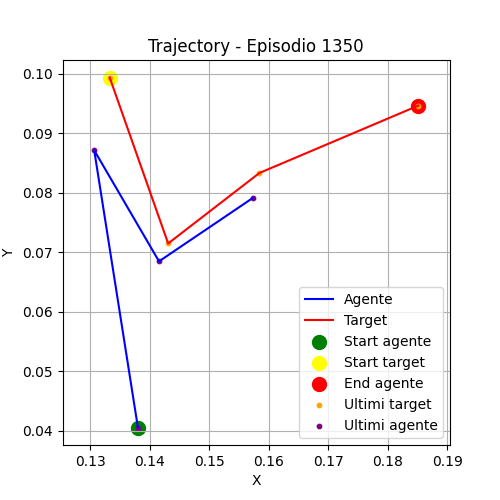 Trajectory - Episodio 1350
0.10
0.09
0.08
0.07
0.06
0.05
0.04
Y
Agente
Target
Start agente
Start target
End agente
Ultimi target
Ultimi agente
0.13 0.14 0.15 0.16 0.17 0.18 0.19
X